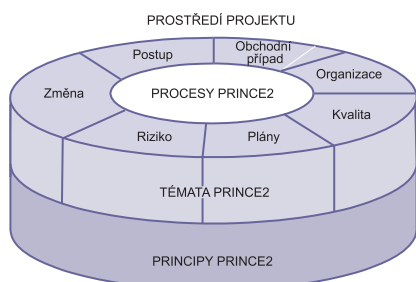 PROSTŘEDÍ PROJEKTU
Postup
Obchodní
případ
Organizace
Změna
PROCESY PRINCE2
Kvalita
Riziko
Plány
TÉMATA PRINCE2
PRINCIPY PRINCE2